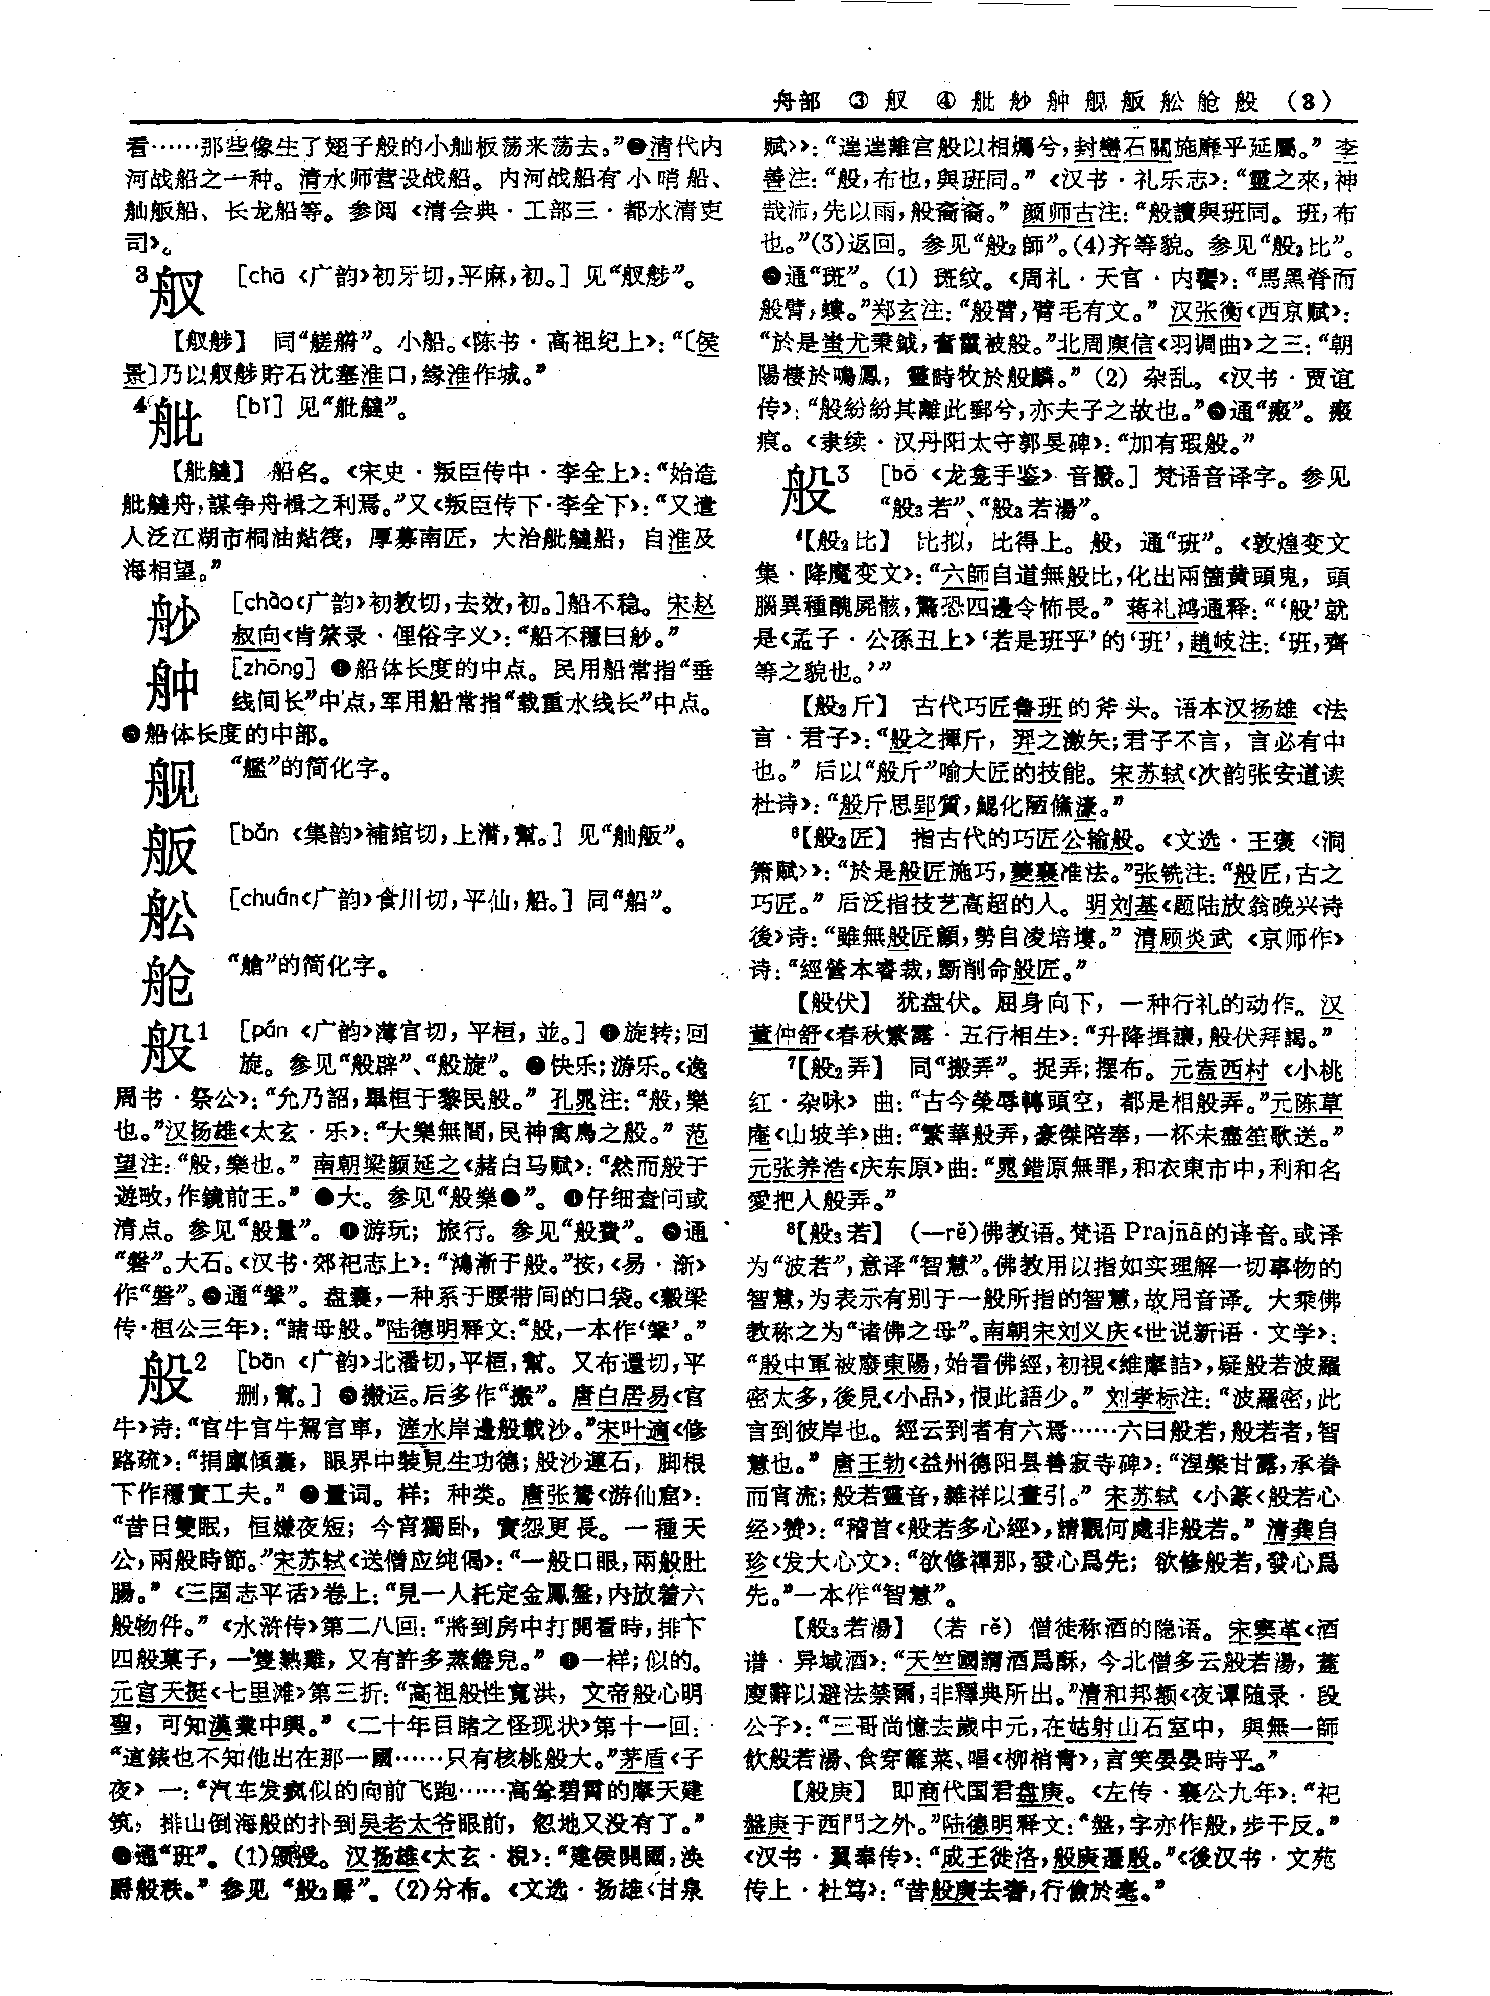 舟部 ③舣 ④舭 舯 舰 舨 舩 舱 般 (3)
看……那些像生了翅子般的小舢板荡来荡去。”❷清代内
河战船之一种。清水师营设战船。内河战船有小哨船、
舢舨船、长龙船等。参阅《清会典·工部三·都水清吏
司》。
[chā 《广韵》初牙切,平麻,初。] 见“
同“ ”。小船。《陈书·高祖纪上》:“〔侯
景〕乃以 貯石沈塞淮口,緣淮作城。”
4 舭 [bǐ] 见“舭 ”。
船名。《宋史·叛臣传中·李全上》:“始造
舟,謀争舟楫之利焉。”又《叛臣传下·李全下》:“又遣
人泛江湖市桐油 筏,厚募南匠,大治 船,自淮及
海相望。”
[chào《广韵》初教切,去效,初。]船不稳。宋赵
叔向《肯綮录·俚俗字义》:“船不穩曰 。”
舯 [zhōng] ❶船体长度的中点。民用船常指“垂
线间长”中点,军用船常指“载重水线长”中点。
❷船体长度的中部。
舰 “艦”的简化字。
舨 [bǎn 《集韵》補绾切,上潸,幫。] 见“舢舨”。
舩 [chuán《广韵》食川切,平仙,船。] 同“船”。
舱 “艙”的简化字。
般1 [pán 《广韵》薄官切,平桓,並。] ❶旋转;回
旋。参见“般辟”、“般旋”。❷快乐;游乐。《逸
周书·祭公》:“允乃詔,畢桓于黎民般。” 孔晁注:“般,樂
也。”汉扬雄《太玄·乐》:“大樂無間,民神禽鳥之般。” 范
望注:“般,樂也。” 南朝梁颜延之《赭白马赋》:“然而般于
遊畋,作鏡前王。” ❸大。参见“般樂❷”。❹仔细查问或
清点。参见“般量”。❺游玩;旅行。参见“般費”。❻通
“磐”。大石。《汉书·郊祀志上》:“鴻漸于般。”按,《易·渐》
作“磐”。❼通“鞶”。盘囊,一种系于腰带间的口袋。《穀梁
传·桓公三年》:“諸母般。”陆德明释文:“般,一本作‘鞶’。”
般2 [bān 《广韵》北潘切,平桓,幫。又布還切,平
删,幫。] ❶搬运。后多作“搬”。唐白居易《官
牛》诗:“官牛官牛駕官車,滻水岸邊般載沙。”宋叶適《修
路疏》:“捐廩傾囊,眼界中裝見生功德;般沙運石,脚根
下作穩實工夫。” ❷量词。样;种类。唐张鷟《游仙窟》:
“昔日雙眠,恒嫌夜短;今宵獨卧,實怨更長。一種天
公,兩般時節。”宋苏轼《送僧应纯偈》:“一般口眼,兩般肚
腸。”《三国志平话》卷上:“見一人托定金鳳盤,内放着六
般物件。”《水浒传》第二八回:“將到房中打開看時,排下
四般菓子,一隻熟雞,又有許多蒸餶兒。” ❸一样;似的。
元宫天挺《七里滩》第三折:“高祖般性寬洪,文帝般心明
聖,可知漢業中興。”《二十年目睹之怪现状》第十一回:
“這錶也不知他出在那一國……只有核桃般大。”茅盾《子
夜》一:“汽车发疯似的向前飞跑……高耸碧霄的摩天建
筑,排山倒海般的扑到吴老太爷眼前,忽地又没有了。”
❹通“班”。(1)颁授。汉扬雄《太玄·棿》:“建侯開國,涣
爵般秩。”参见“般2爵”。(2)分布。《文选·扬雄〈甘泉
赋〉》:“迣迣離宫般以相爥兮,封巒石關施靡乎延屬。” 李
善注:“般,布也,與班同。”《汉书·礼乐志》:“靈之來,神
哉沛,先以雨,般裔裔。” 颜师古注:“般讀與班同。班,布
也。”(3)返回。参见“般2師”。(4)齐等貌。参见“般2比”。
❺通“斑”。(1) 斑纹。《周礼·天官·内饔》:“馬黑脊而
般臂,螻。”郑玄注:“般臂,臂毛有文。” 汉张衡《西京赋》:
“於是蚩尤秉鉞,奮鬣被般。”北周庾信《羽调曲》之三:“朝
陽棲於鳴鳳,靈畤牧於般麟。”(2) 杂乱。《汉书·贾谊
传》:“般紛紛其離此郵兮,亦夫子之故也。”❻通“瘢”。瘢
痕。《隶续·汉丹阳太守郭旻碑》:“加有瑕般。”
般3 [bō 《龙龛手鉴》音撥。] 梵语音译字。参见
“般3若”、“般3若湯”。
4【般2比】 比拟,比得上。般,通“班”。《敦煌变文
集·降魔变文》:“六師自道無般比,化出兩箇黄頭鬼,頭
腦異種醜屍骸,驚恐四邊令怖畏。” 蒋礼鸿通释:“‘般’就
是《孟子·公孫丑上》‘若是班乎’的‘班’,趙岐注:‘班,齊
等之貌也。’”
【般2斤】 古代巧匠鲁班的斧头。语本汉扬雄《法
言·君子》:“般之揮斤,羿之激矢;君子不言,言必有中
也。”后以“般斤”喻大匠的技能。宋苏轼《次韵张安道读
杜诗》:“般斤思郢質,鯤化陋鯈濠。”
6【般2匠】 指古代的巧匠公输般。《文选·王褒〈洞
箫赋〉》:“於是般匠施巧,夔襄准法。”张铣注:“般匠,古之
巧匠。”后泛指技艺高超的人。明刘基《题陆放翁晚兴诗
後》诗:“雖無般匠顧,勢自凌培塿。” 清顾炎武《京师作》
诗:“經營本睿裁,斲削命般匠。”
【般伏】 犹盘伏。屈身向下,一种行礼的动作。汉
董仲舒《春秋繁露·五行相生》:“升降揖讓,般伏拜謁。”
7【般2弄】 同“搬弄”。捉弄;摆布。元盍西村《小桃
红·杂咏》曲:“古今榮辱轉頭空,都是相般弄。”元陈草
庵《山坡羊》曲:“繁華般弄,豪傑陪奉,一杯未盡笙歌送。”
元张养浩《庆东原》曲:“晁錯原無罪,和衣東市中,利和名
愛把人般弄。”
8【般3若】 (一rě)佛教语。梵语Prajñā的译音。或译
为“波若”,意译“智慧”。佛教用以指如实理解一切事物的
智慧,为表示有别于一般所指的智慧,故用音译。大乘佛
教称之为“诸佛之母”。南朝宋刘义庆《世说新语·文学》:
“殷中軍被廢東陽,始看佛經,初視《維摩詰》,疑般若波羅
密太多,後見《小品》,恨此語少。” 刘孝标注:“波羅密,此
言到彼岸也。經云到者有六焉……六曰般若,般若者,智
慧也。” 唐王勃《益州德阳县善寂寺碑》:“涅槃甘露,承眷
而宵流;般若靈音,雜祥以晝引。” 宋苏轼《小篆〈般若心
经〉赞》:“稽首《般若多心經》,請觀何處非般若。” 清龚自
珍《发大心文》:“欲修禪那,發心爲先;欲修般若,發心爲
先。”一本作“智慧”。
【般3若湯】 (若 rě) 僧徒称酒的隐语。宋窦革《酒
谱·异域酒》:“天竺國謂酒爲酥,今北僧多云般若湯,蓋
廋辭以避法禁爾,非釋典所出。”清和邦额《夜谭随录·段
公子》:“三哥尚憶去歲中元,在姑射山石室中,與無一師
飲般若湯、食穿籬菜、唱《柳梢青》,言笑晏晏時乎。”
【般庚】 即商代国君盘庚。《左传·襄公九年》:“祀
盤庚于西門之外。”陆德明释文:“盤,字亦作般,步干反。”
《汉书·翼奉传》:“成王徙洛,般庚遷殷。”《後汉书·文苑
传上·杜笃》:“昔般庚去奢,行儉於亳。”